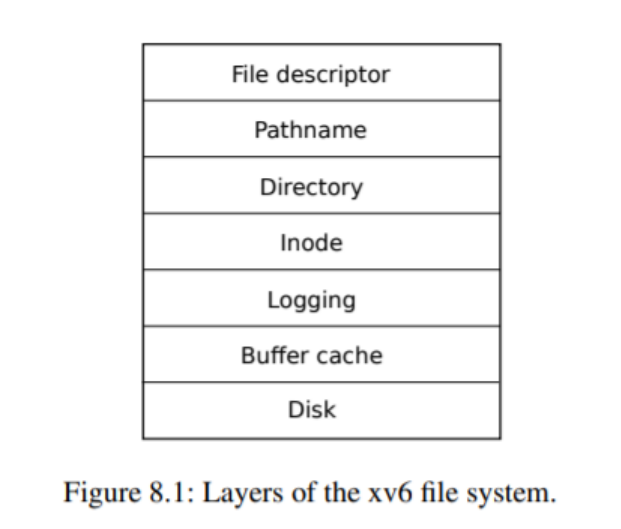 File descriptor
Pathname
Directory
Inode
Logging
Buffer cache
Disk
Figure 8.1: Layers of the xv6 file system.